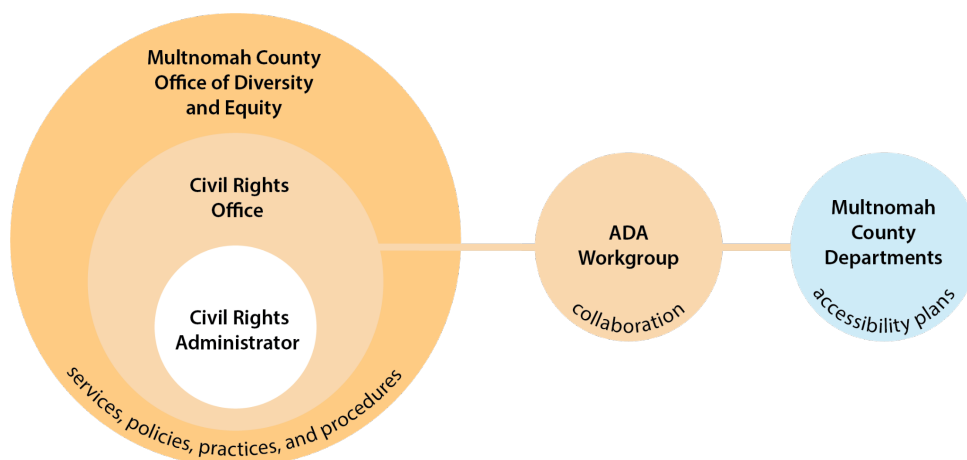 Multnomah County
Office of Diversity
and Equity
Civil Rights
Office
Civil Rights
Administrator
services, policies, practices, and procedures
ADA
Workgroup
collaboration
Multnomah
County
Departments
accessibility plans